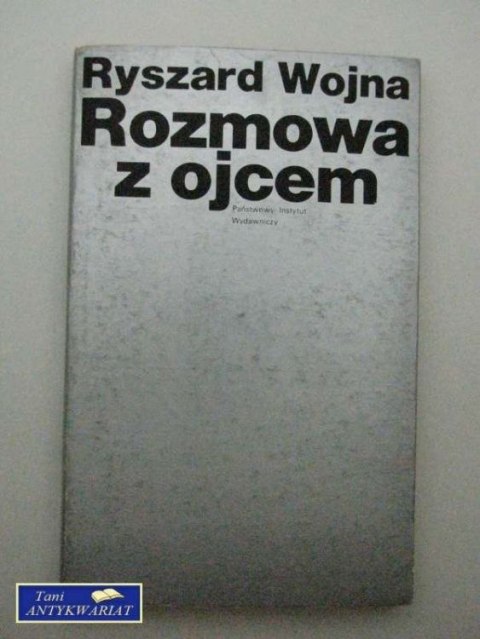 Ryszard Wojna
Rozmowa
z ojcem
Państwowy Instytut
Wydawniczy
Tani
ANTYKWARIAT